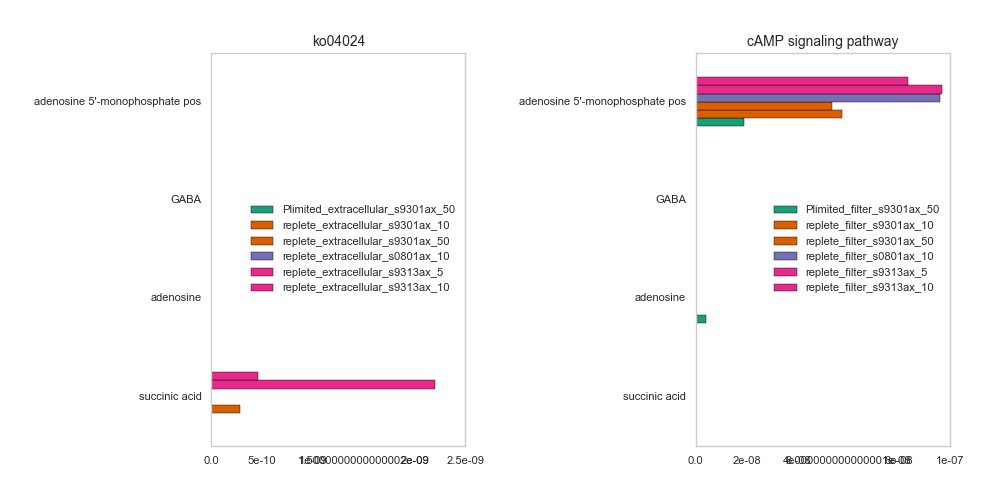 ko04024
adenosine 5'-monophosphate pos
GABA
adenosine
succinic acid
Plimited_extracellular_s9301ax_50
replete_extracellular_s9301ax_10
replete_extracellular_s9301ax_50
replete_extracellular_s0801ax_10
replete_extracellular_s9313ax_5
replete_extracellular_s9313ax_10
0.0 5e-10 2e-09 2.5e-09
cAMP signaling pathway
adenosine 5'-monophosphate pos
GABA
adenosine
succinic acid
Plimited_filter_s9301ax_50
replete_filter_s9301ax_10
replete_filter_s9301ax_50
replete_filter_s0801ax_10
replete_filter_s9313ax_5
replete_filter_s9313ax_10
0.0 2e-08 1e-07